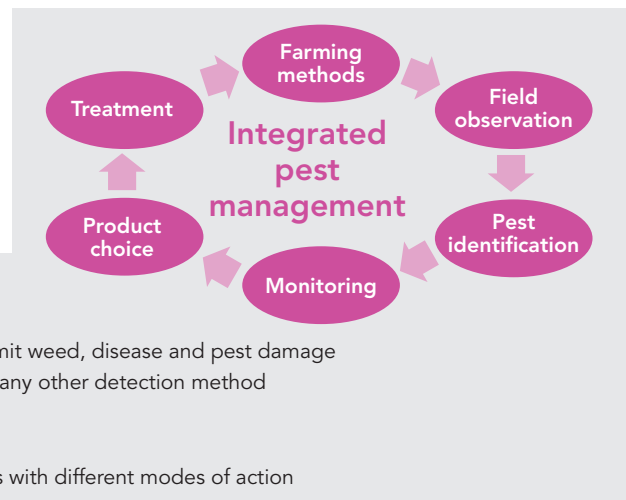 Farming
methods
Field
observation
Pest
identification
Monitoring
Product
choice
Treatment
Integrated
pest
management
weed, disease and pest damage
any other detection method
with different modes of action